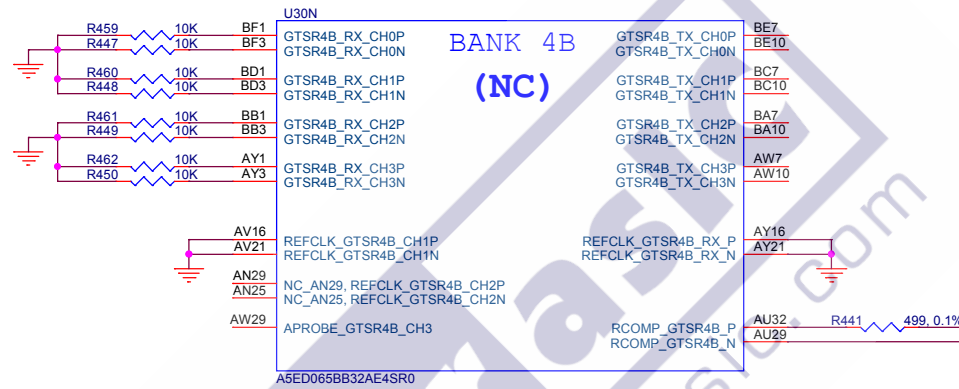 U30N
BANK 4B
(NC)
R459 10K BF1 GTSR4B_RX_CH0P GTSR4B_TX_CH0P BE7
R447 10K BF3 GTSR4B_RX_CH0N GTSR4B_TX_CH0N BE10
R460 10K BD1 GTSR4B_RX_CH1P GTSR4B_TX_CH1P BC7
R448 10K BD3 GTSR4B_RX_CH1N GTSR4B_TX_CH1N BC10
R461 10K BB1 GTSR4B_RX_CH2P GTSR4B_TX_CH2P BA7
R449 10K BB3 GTSR4B_RX_CH2N GTSR4B_TX_CH2N BA10
R462 10K AY1 GTSR4B_RX_CH3P GTSR4B_TX_CH3P AW7
R450 10K AY3 GTSR4B_RX_CH3N GTSR4B_TX_CH3N AW10
AV16 REFCLK_GTSR4B_CH1P REFCLK_GTSR4B_RX_P AY16
AV21 REFCLK_GTSR4B_CH1N REFCLK_GTSR4B_RX_N AY21
AN29 NC_AN29, REFCLK_GTSR4B_CH2P
AN25 NC_AN25, REFCLK_GTSR4B_CH2N
AW29 APROBE_GTSR4B_CH3 RCOMP_GTSR4B_P AU32 R441 499, 0.1%
RCOMP_GTSR4B_N AU29
A5ED065BB32AE4SR0